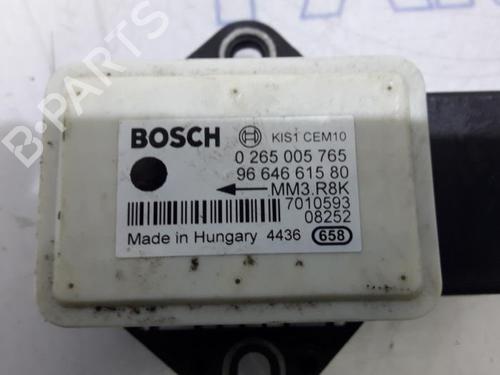 BOSCH KIS1 CEM10
0 265 005 765
96 646 615 80
MM3.R8K
7010593
08252
Made in Hungary 4436 658
B-PARTS